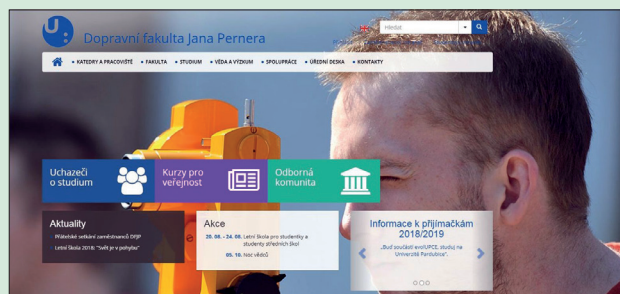 Dopravní fakulta Jana Pernera
Hledat
• KATEDRY A PRACOVIŠTĚ • FAKULTA • STUDIUM • VĚDA A VÝZKUM • SPOLUPRÁCE • ÚŘEDNÍ DESKA • KONTAKTY
Uchazeči
o studium
Kurzy pro
veřejnost
Odborná
komunita
Aktuality
· Přátelské setkání zaměstnanců DFJP
· Letní škola 2018: "Svět je v pohybu"
Akce
20. 08. - 24. 08. Letní škola pro studentky a
studenty středních škol
05. 10. Noc vědců
Informace k přijímačkám
2018/2019
„Buď součástí evolUPCE, studuj na
Univerzitě Pardubice".